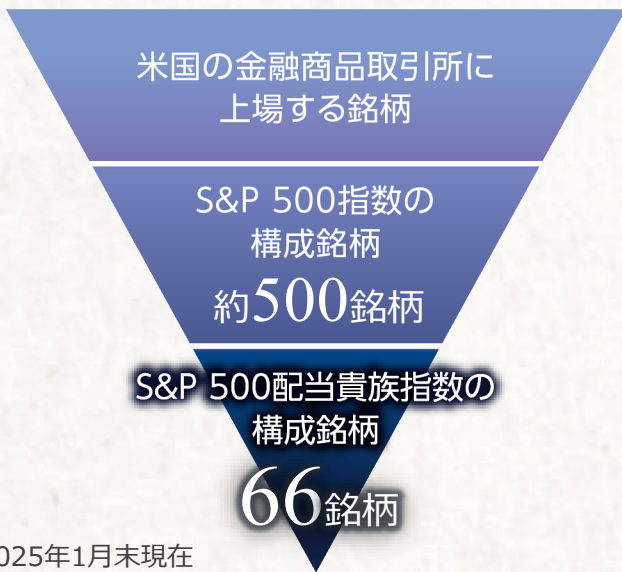 米国の金融商品取引所に
上場する銘柄
S&P 500指数の
構成銘柄
約500銘柄
S&P 500配当貴族指数の
構成銘柄
66銘柄
025年1月末現在